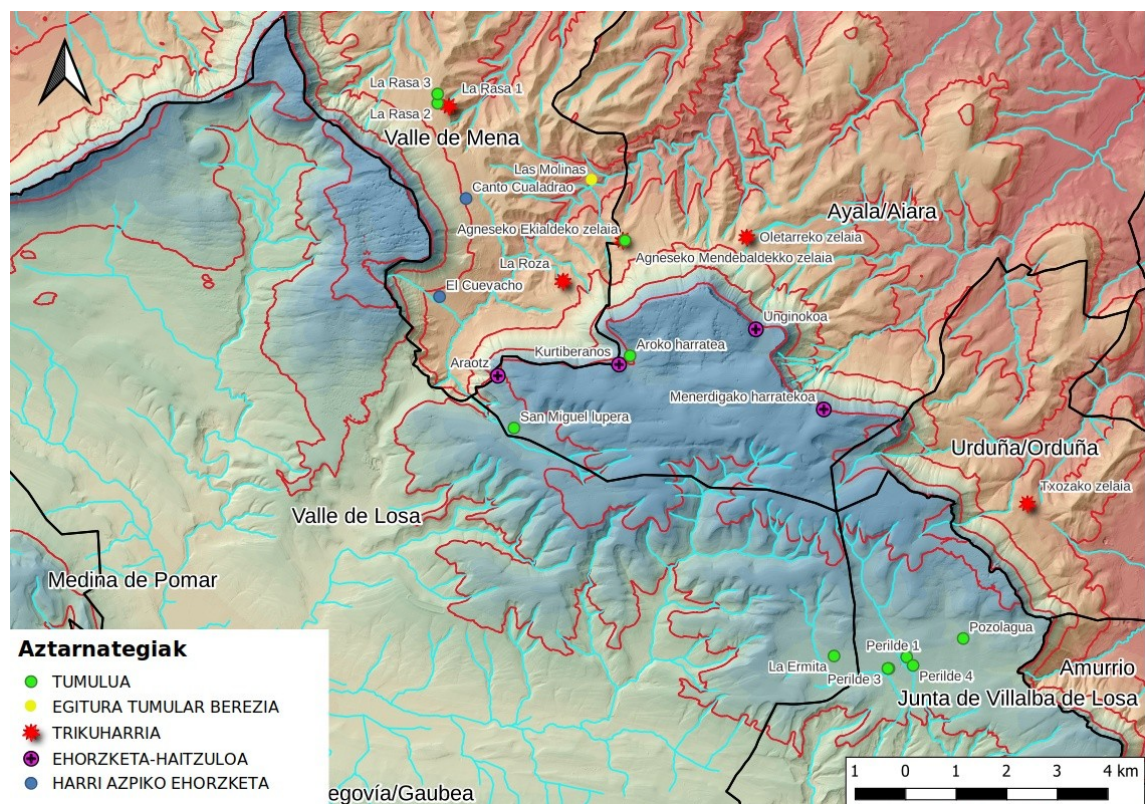 La Rasa 3
La Rasa 1
La Rasa 2
Valle de Mena
Las Molinas
Canto Cualadrao
Ayala/Aiara
Agneseko Ekialdeko zelaia
Oletarreko zelaia
Agneseko Mendebaldekko zelaia
La Roza
El Cuevacho
Unginokoa
Aroko harratea
Kurtiberanos
Araotz
Menerdigako harratekoa
San Miguel lupera
Urduña/Orduña
Txozako zelaia
Valle de Losa
Medina de Pomar
Pozolagua
Perilde 1
La Ermita
Amurrio
Perilde 3
Perilde 4
Junta de Villalba de Losa
Aztarnategiak
TUMULUA
EGITURA TUMULAR BEREZIA
TRIKUHARRIA
EHORZKETA-HAITZULOA
HARRI AZPIKO EHORZKETA
egovía/Gaubea
1 0 1 2 3 4 km